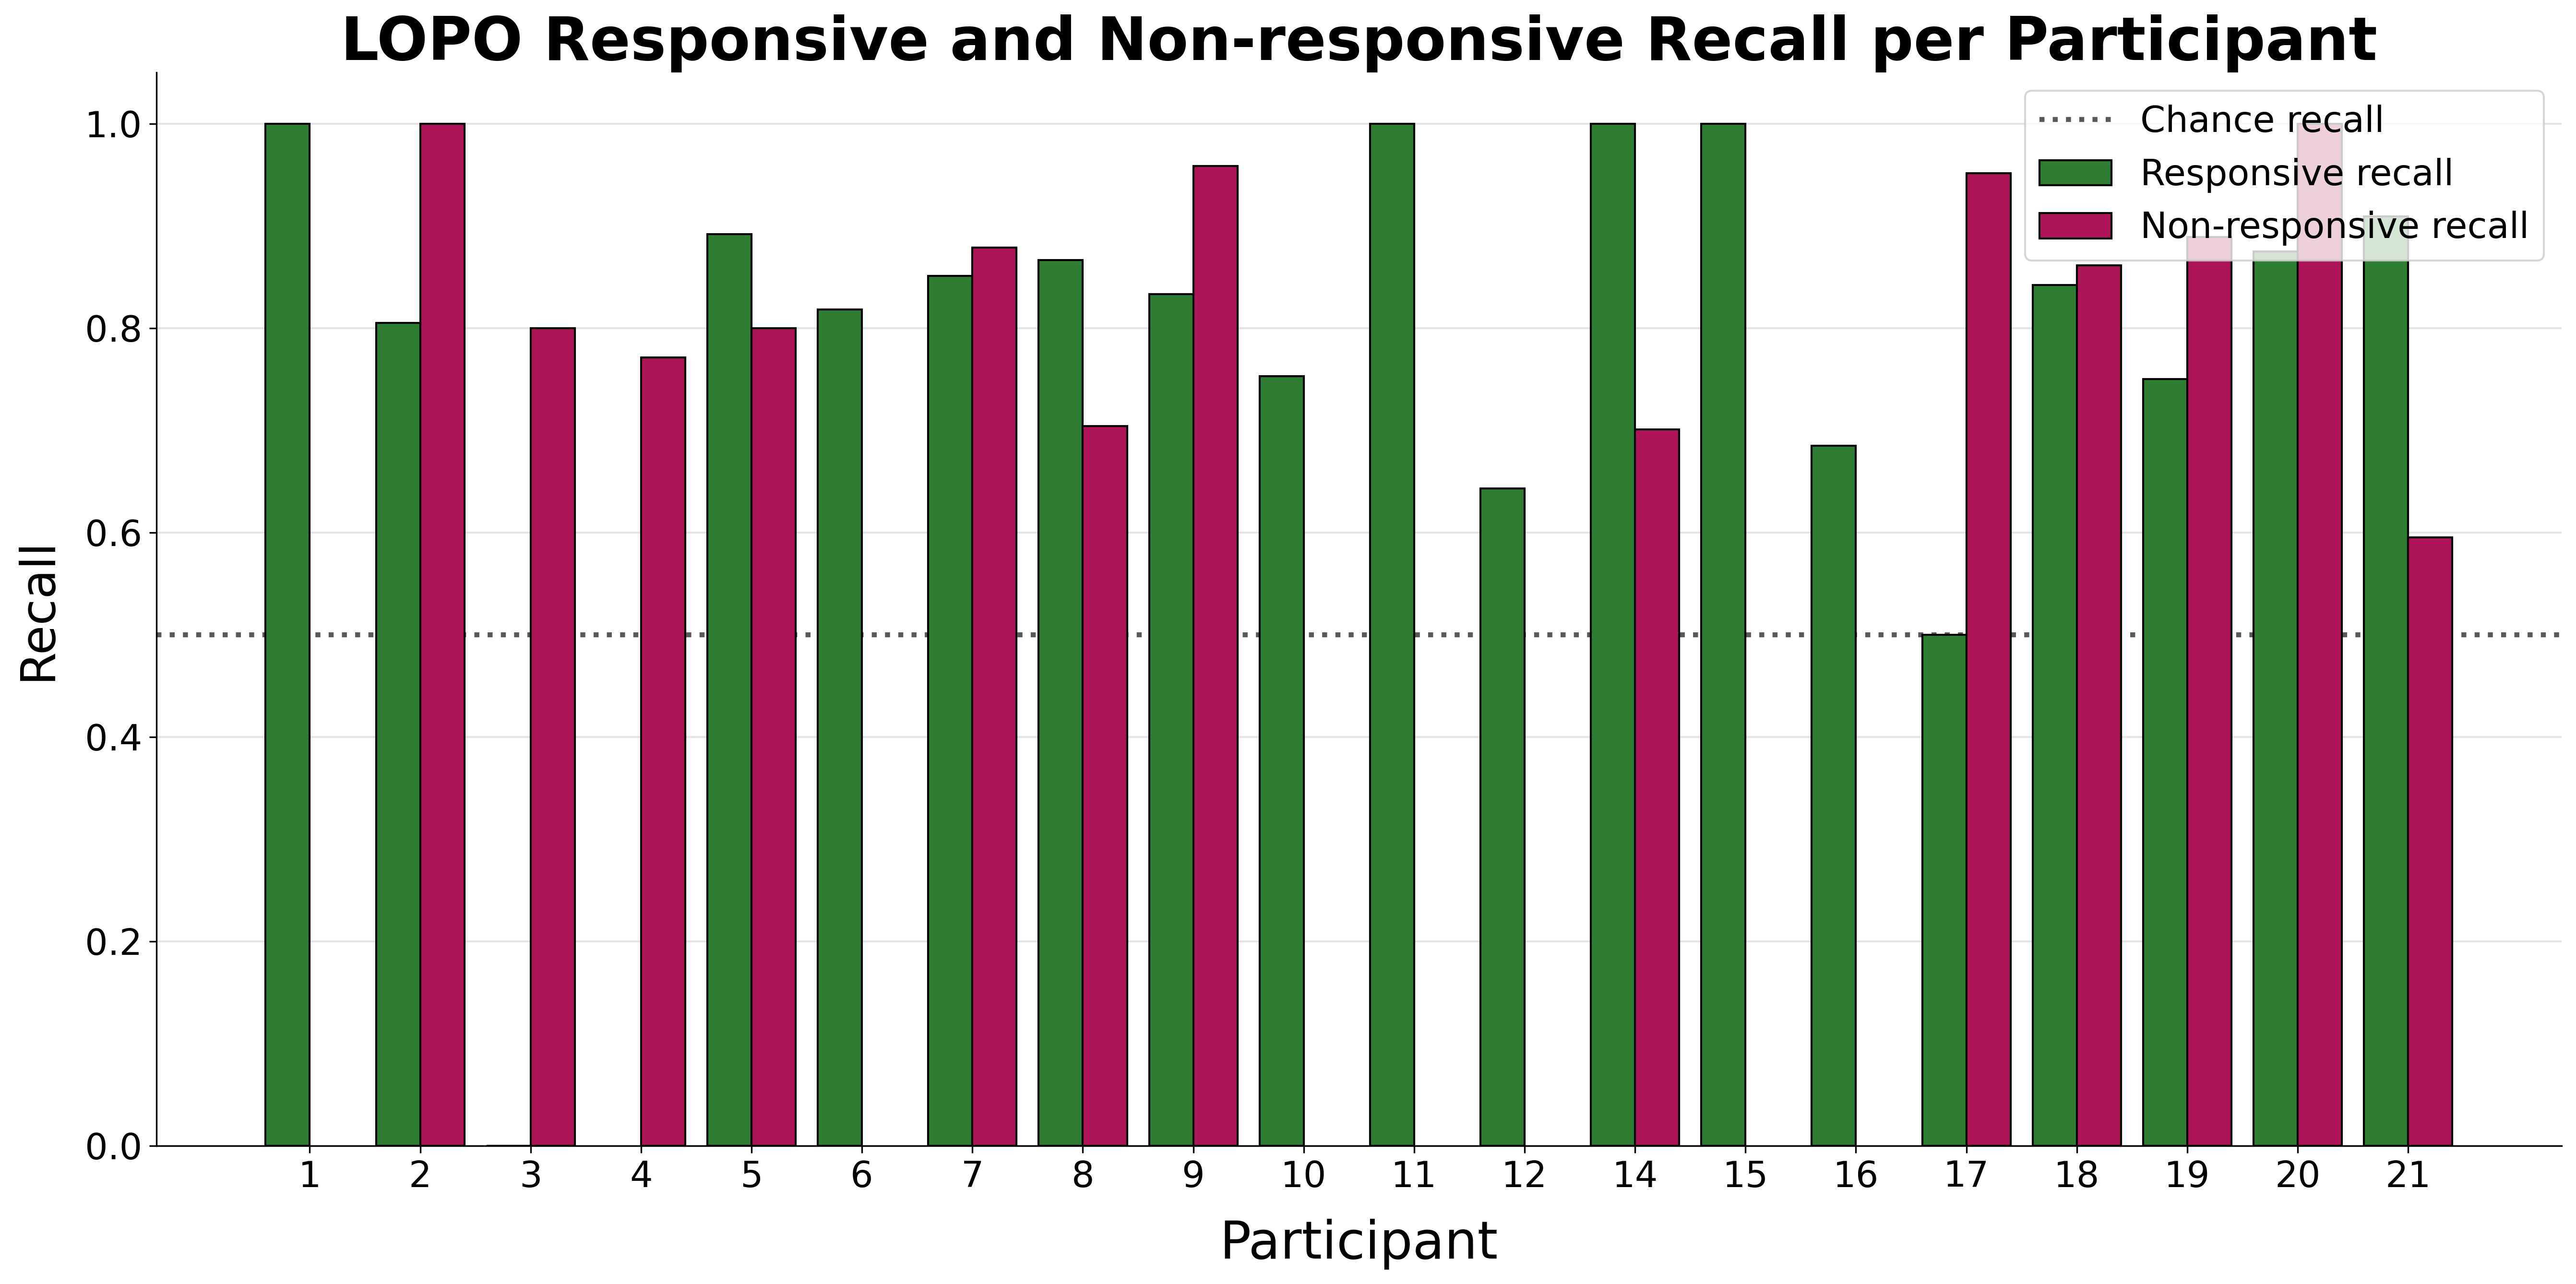 LOPO Responsive and Non-responsive Recall per Participant
Chance recall
Responsive recall
Non-responsive recall
Recall
1.0
0.8
0.6
0.4
0.2
0.0
1 2 3 4 5 6 7 8 9 10 11 12 14 15 16 17 18 19 20 21
Participant